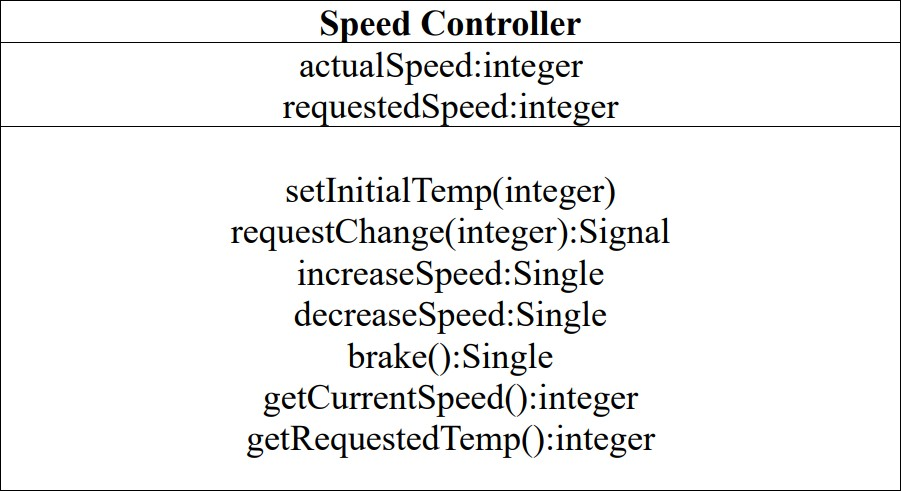 Speed Controller
actualSpeed:integer
requestedSpeed:integer
setInitialTemp(integer)
requestChange(integer):Signal
increaseSpeed:Single
decreaseSpeed:Single
brake():Single
getCurrentSpeed():integer
getRequestedTemp():integer